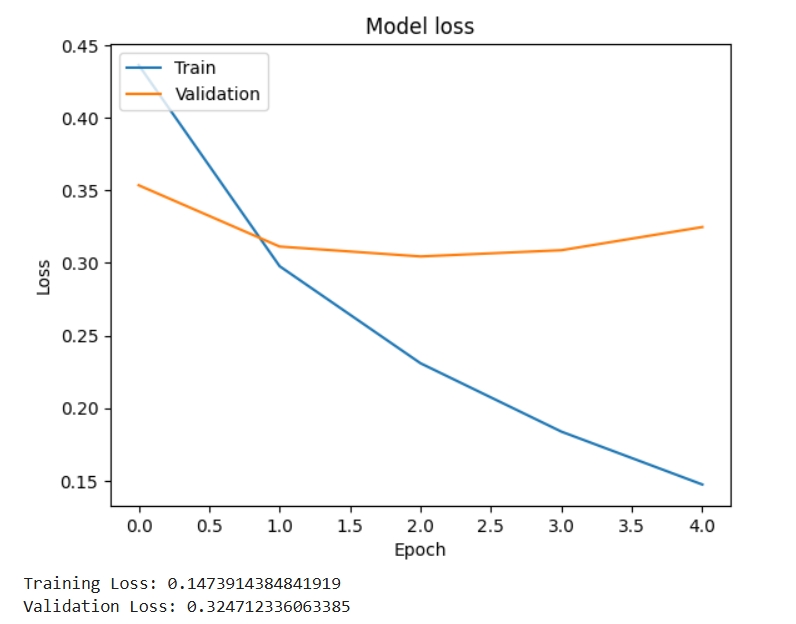 Model loss
Train
Validation
0.45
0.40
0.35
0.30
0.25
0.20
0.15
Loss
0.0 0.5 1.0 1.5 2.0 2.5 3.0 3.5 4.0
Epoch
Training Loss: 0.1473914384841919
Validation Loss: 0.324712336063385